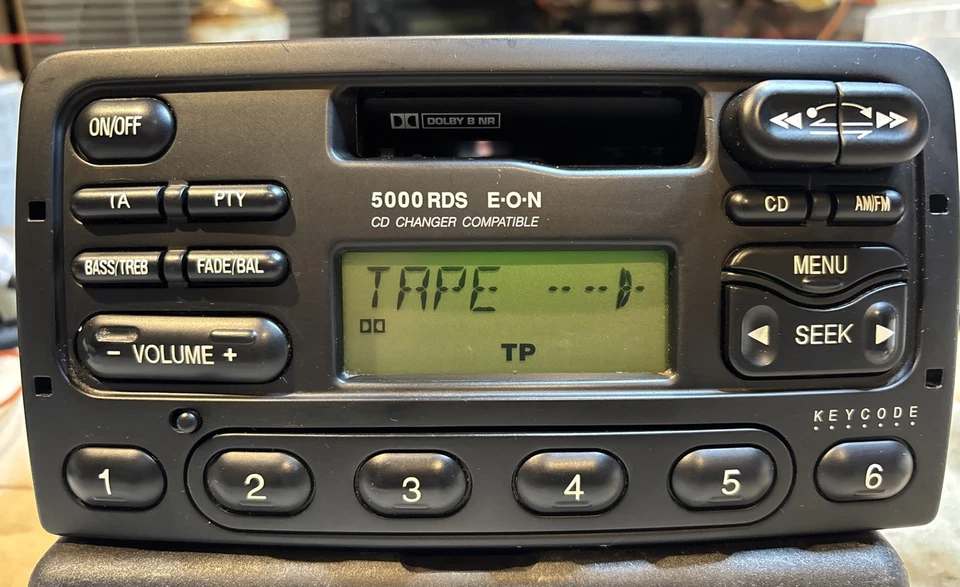 ON/OFF
DOLBY B NR
TA PTY
5000 RDS E·O·N
CD CHANGER COMPATIBLE
CD AM/FM
BASS/TREB FADE/BAL
TAPE
MENU
- VOLUME +
TP
SEEK
KEYCODE
1 2 3 4 5 6